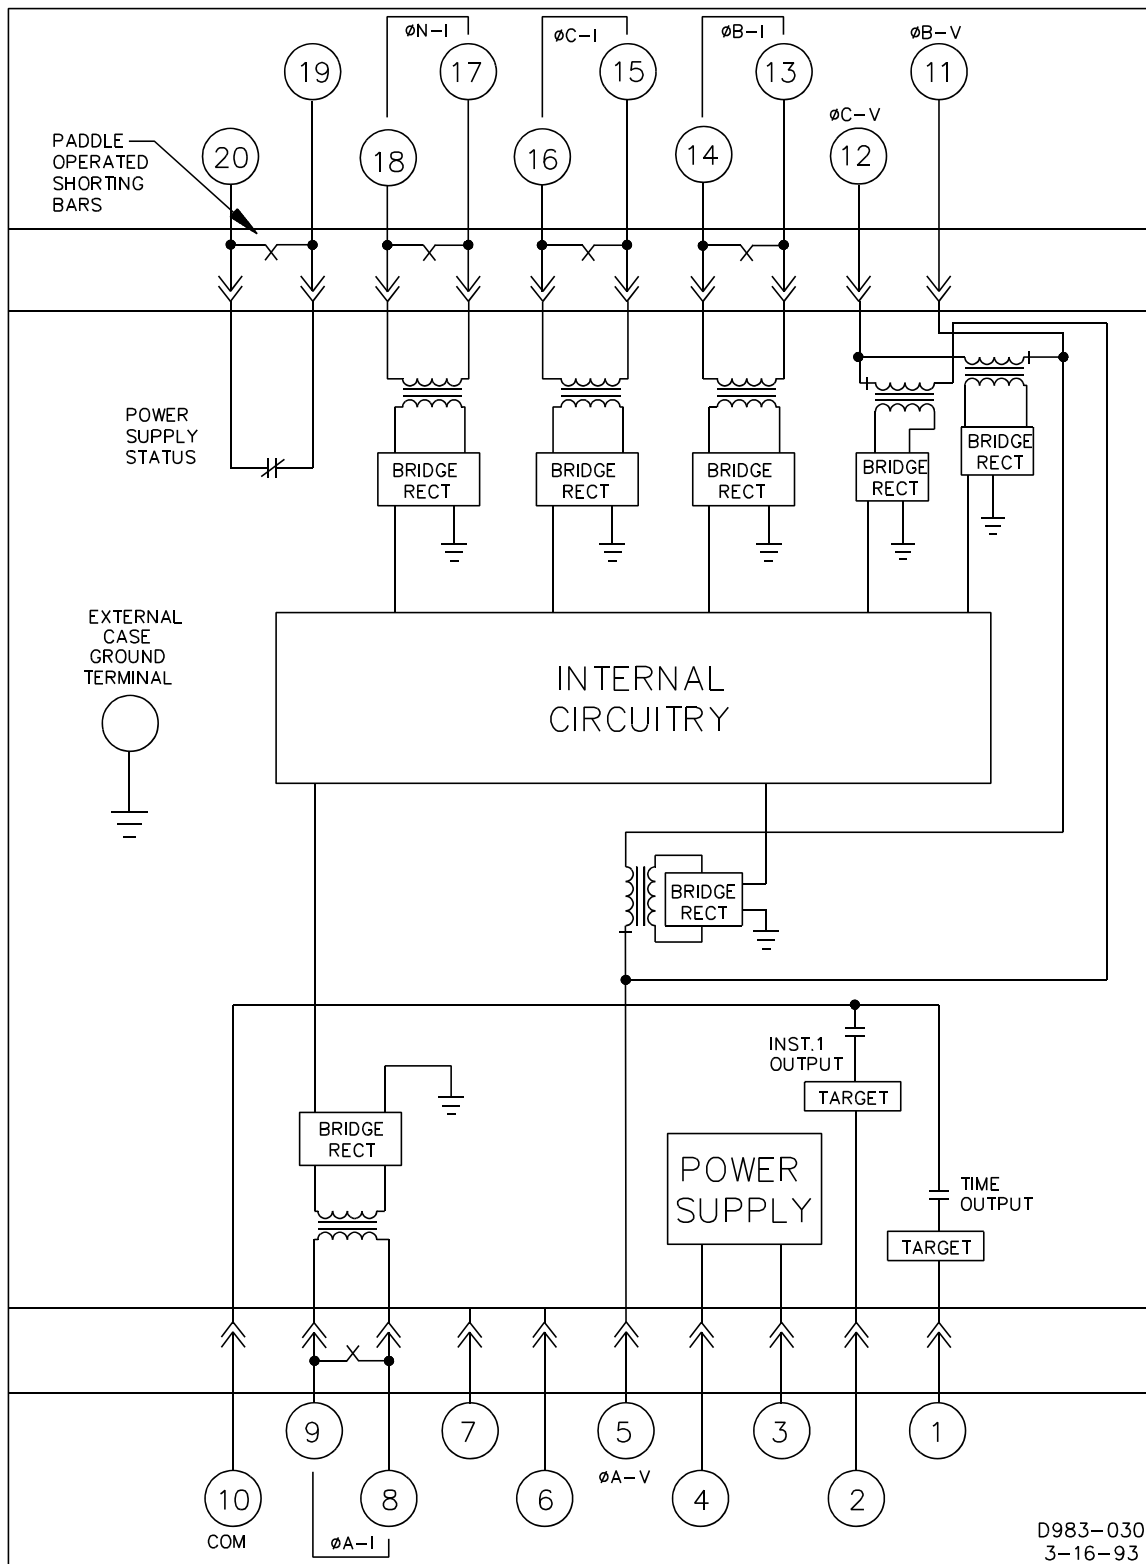 øN-I
øC-I
øB-I
øB-V
19
17
15
13
11
øC-V
PADDLE
OPERATED
SHORTING
BARS
20
18
16
14
12
POWER
SUPPLY
STATUS
BRIDGE
RECT
BRIDGE
RECT
BRIDGE
RECT
BRIDGE
RECT
BRIDGE
RECT
EXTERNAL
CASE
GROUND
TERMINAL
INTERNAL
CIRCUITRY
BRIDGE
RECT
INST.1
OUTPUT
TARGET
BRIDGE
RECT
POWER
SUPPLY
TIME
OUTPUT
TARGET
9
7
5
3
1
øA-V
10
8
6
4
2
COM
øA-I
D983-030
3-16-93